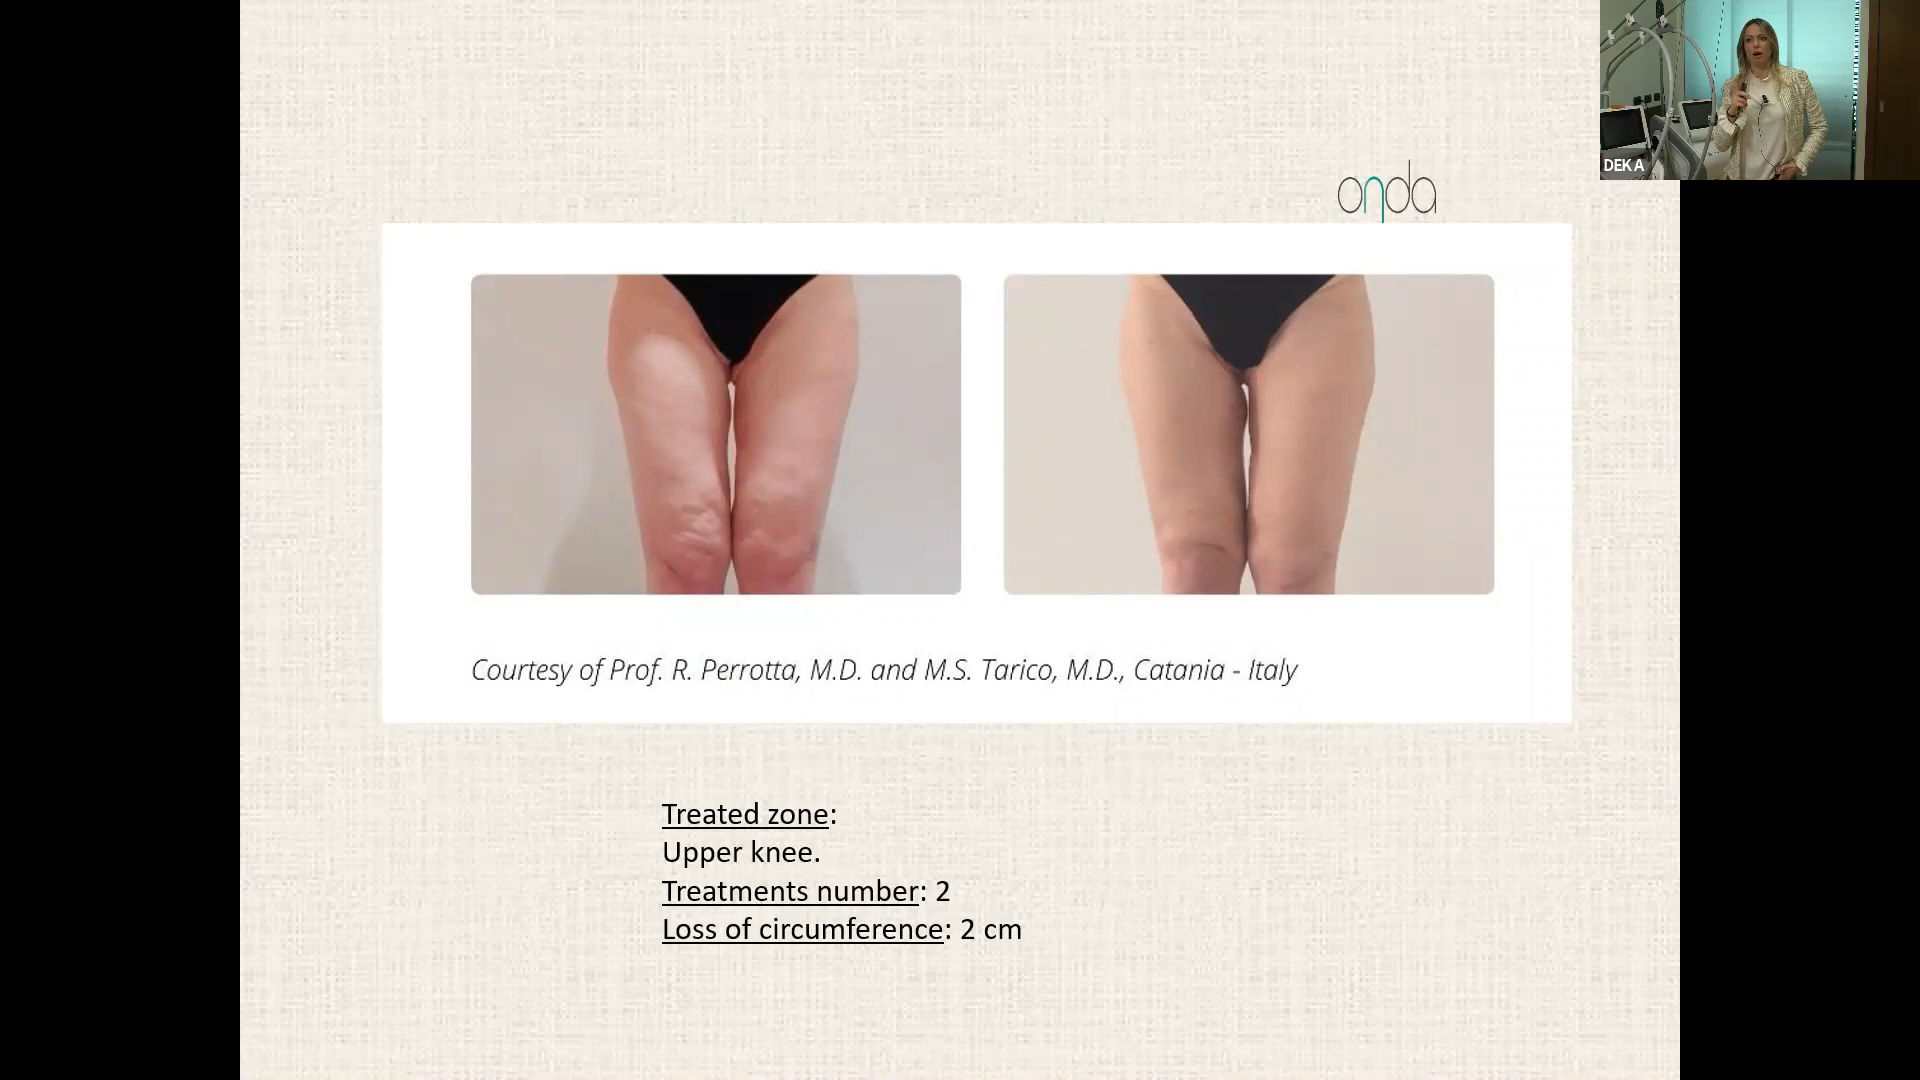 DEKA
onda
Courtesy of Prof. R. Perrotta, M.D. and M.S. Tarico, M.D., Catania - Italy
Treated zone:
Upper knee.
Treatments number: 2
Loss of circumference: 2 cm